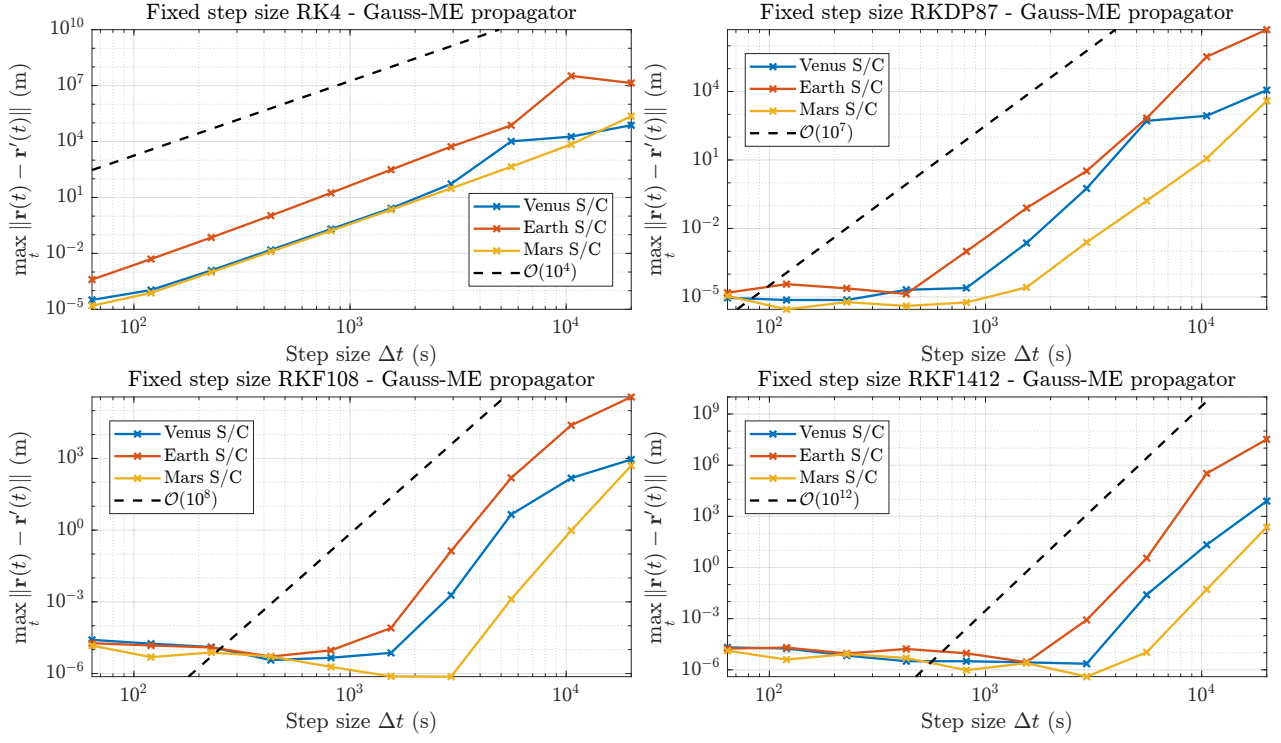 Fixed step size RK4 - Gauss-ME propagator
max_t ‖r(t) − r′(t)‖ (m)
10^10
10^7
10^4
10^1
10^-2
10^-5
Venus S/C
Earth S/C
Mars S/C
O(10^4)
10^2
10^3
10^4
Step size Δt (s)
Fixed step size RKDP87 - Gauss-ME propagator
max_t ‖r(t) − r′(t)‖ (m)
10^4
10^1
10^-2
10^-5
Venus S/C
Earth S/C
Mars S/C
O(10^7)
10^2
10^3
10^4
Step size Δt (s)
Fixed step size RKF108 - Gauss-ME propagator
max_t ‖r(t) − r′(t)‖ (m)
10^3
10^0
10^-3
10^-6
Venus S/C
Earth S/C
Mars S/C
O(10^8)
10^2
10^3
10^4
Step size Δt (s)
Fixed step size RKF1412 - Gauss-ME propagator
max_t ‖r(t) − r′(t)‖ (m)
10^9
10^6
10^3
10^0
10^-3
10^-6
Venus S/C
Earth S/C
Mars S/C
O(10^12)
10^2
10^3
10^4
Step size Δt (s)